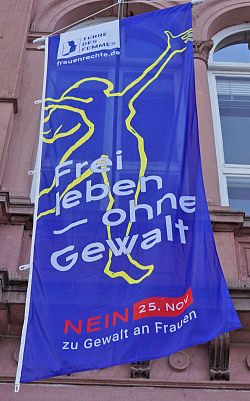 TERRE
DES
FEMMES
frauenrechte.de
Frei
leben
– ohne
Gewalt
NEIN 25. NOV
zu Gewalt an Frauen